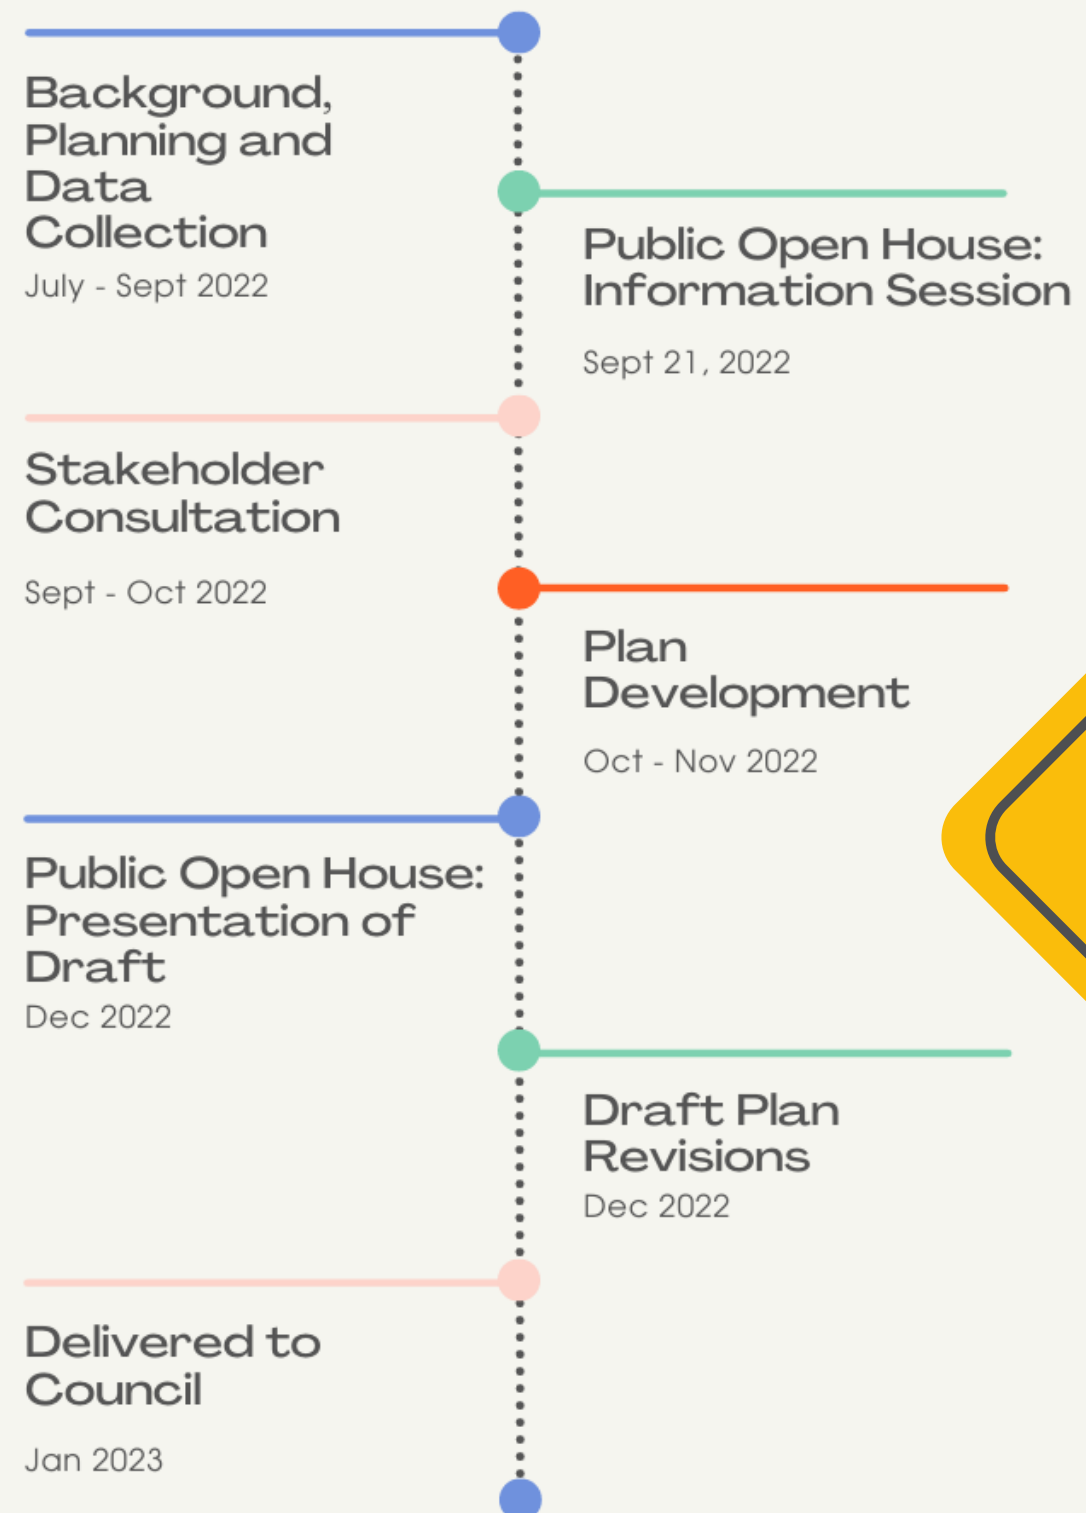 Background,
Planning and
Data
Collection
July - Sept 2022
Public Open House:
Information Session
Sept 21, 2022
Stakeholder
Consultation
Sept - Oct 2022
Plan
Development
Oct - Nov 2022
Public Open House:
Presentation of
Draft
Dec 2022
Draft Plan
Revisions
Dec 2022
Delivered to
Council
Jan 2023